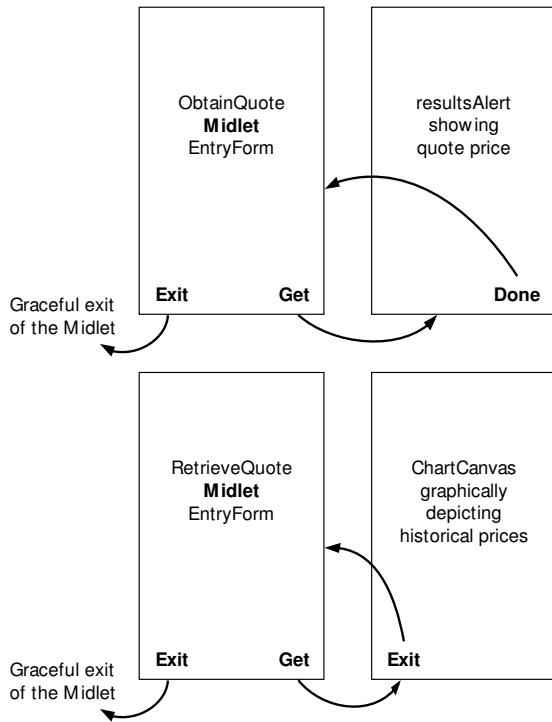 ObtainQuote
Midlet
EntryForm
resultsAlert
showing
quote price
Exit
Get
Done
Graceful exit
of the Midlet
RetrieveQuote
Midlet
EntryForm
ChartCanvas
graphically
depicting
historical prices
Exit
Get
Exit
Graceful exit
of the Midlet